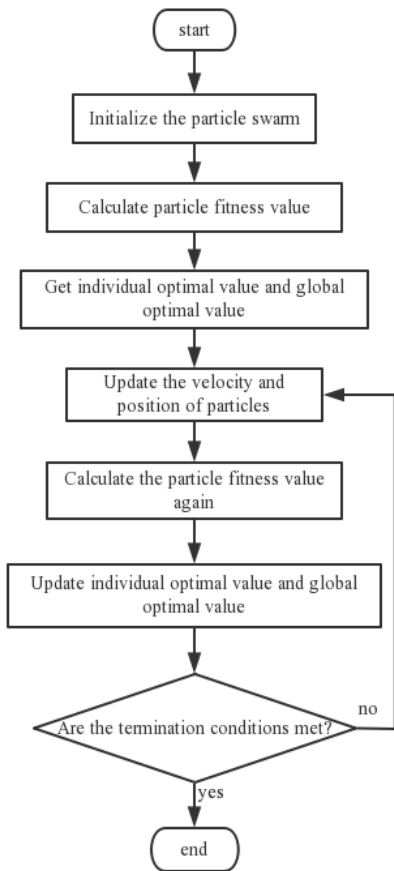 start
Initialize the particle swarm
Calculate particle fitness value
Get individual optimal value and global
optimal value
Update the velocity and
position of particles
Calculate the particle fitness value
again
Update individual optimal value and global
optimal value
Are the termination conditions met?
no
yes
end